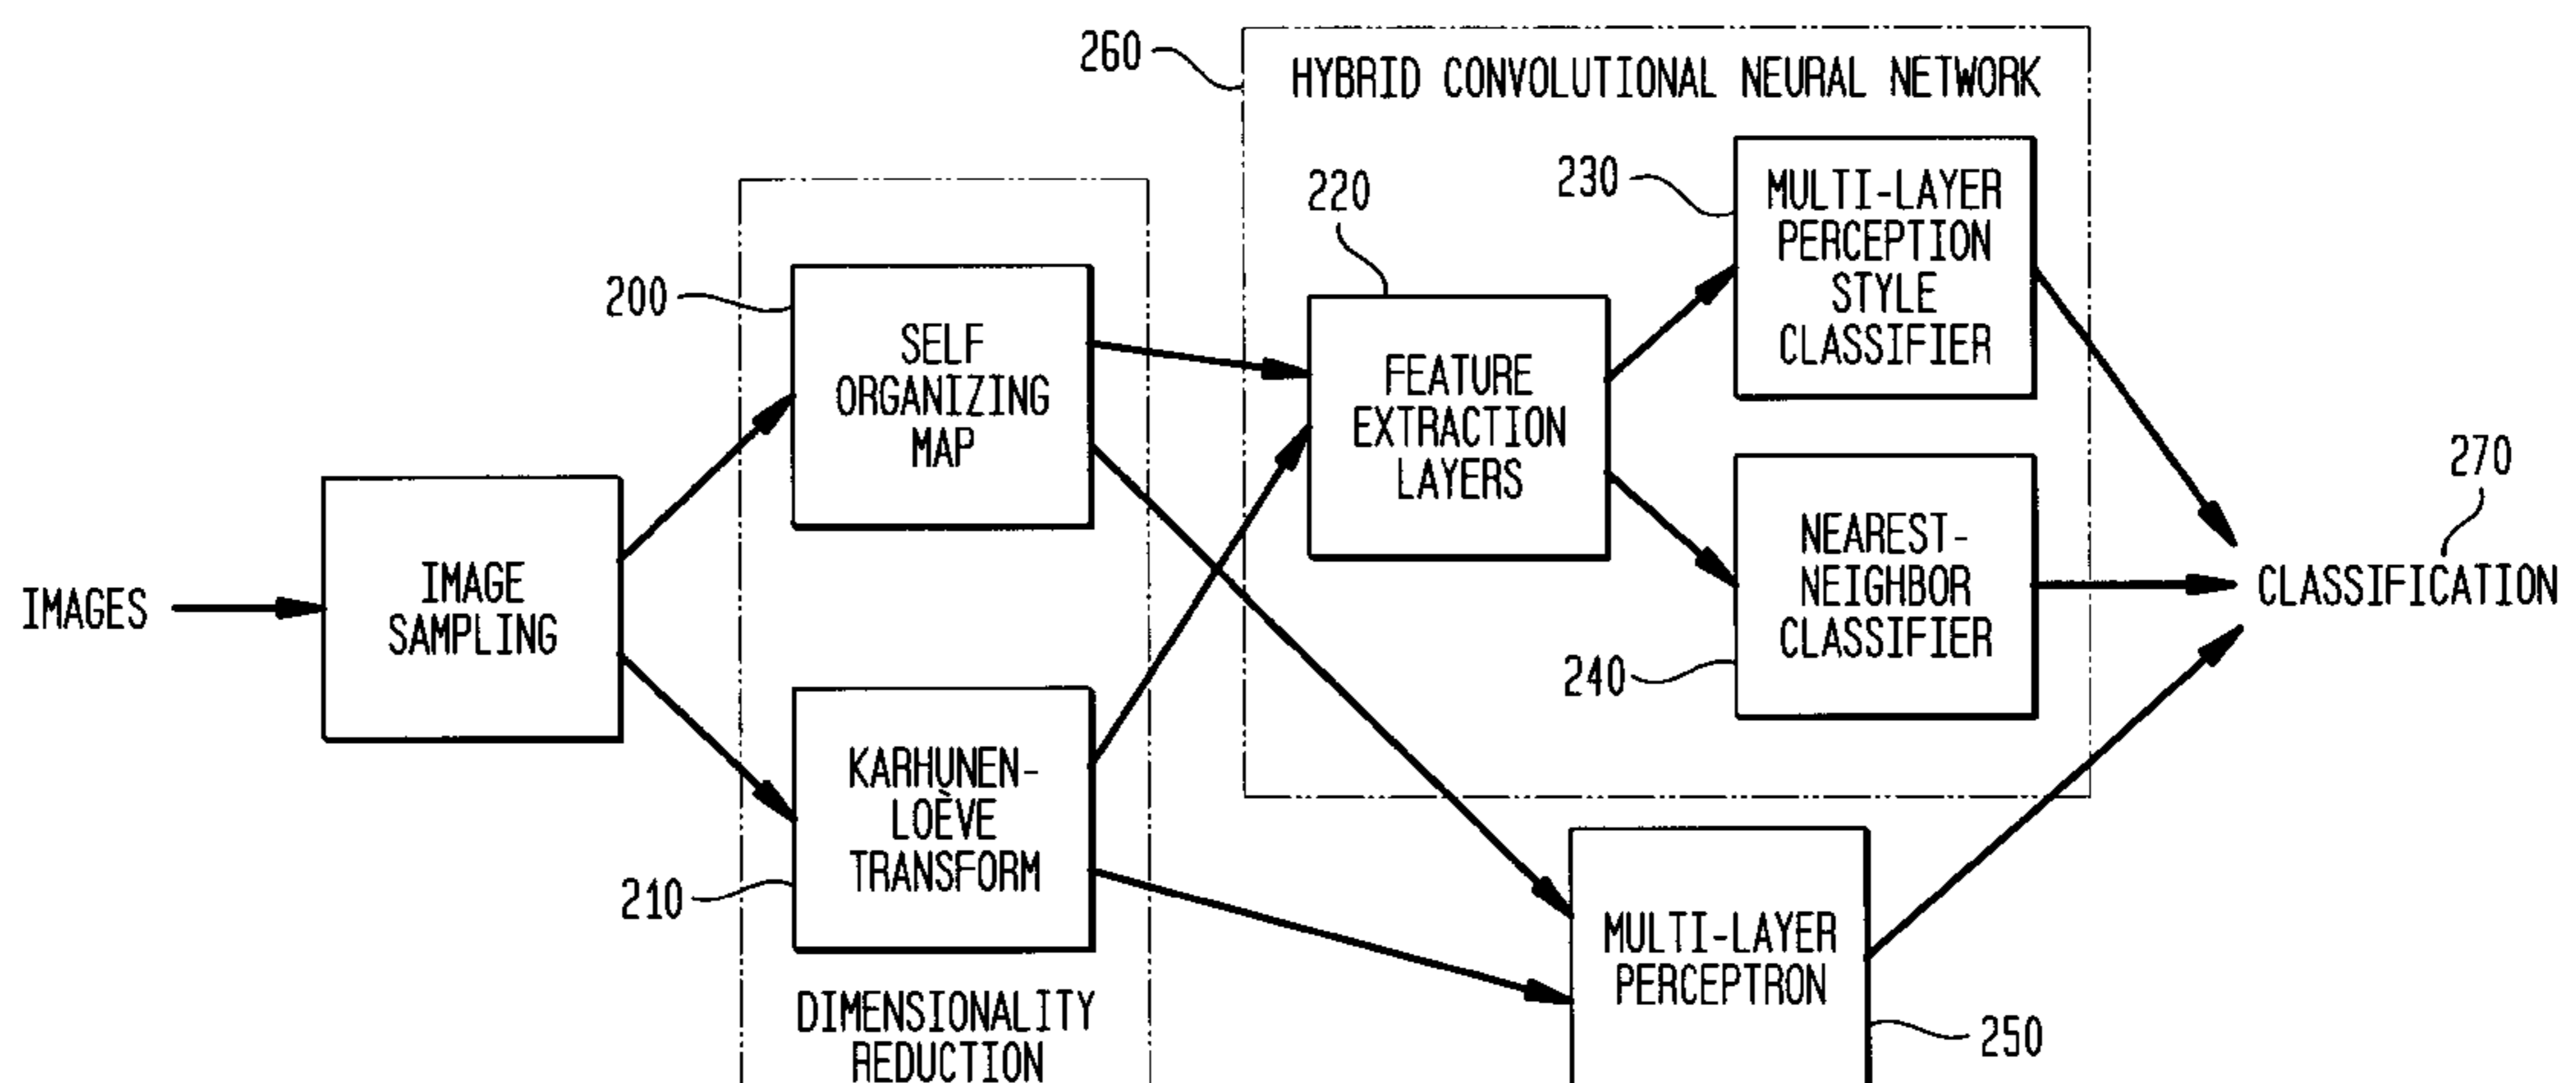 260
HYBRID CONVOLUTIONAL NEURAL NETWORK
230
MULTI-LAYER
PERCEPTION
STYLE
CLASSIFIER
220
200
SELF
ORGANIZING
MAP
FEATURE
EXTRACTION
LAYERS
270
IMAGES
IMAGE
SAMPLING
NEAREST-
NEIGHBOR
CLASSIFIER
CLASSIFICATION
240
KARHUNEN-
LOÈVE
TRANSFORM
210
MULTI-LAYER
PERCEPTRON
250
DIMENSIONALITY
REDUCTION